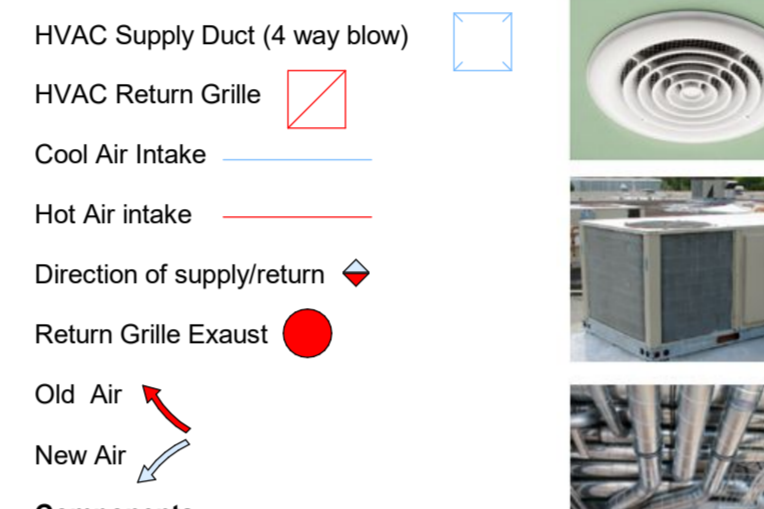 HVAC Supply Duct (4 way blow)
HVAC Return Grille
Cool Air Intake
Hot Air intake
Direction of supply/return
Return Grille Exaust
Old Air
New Air